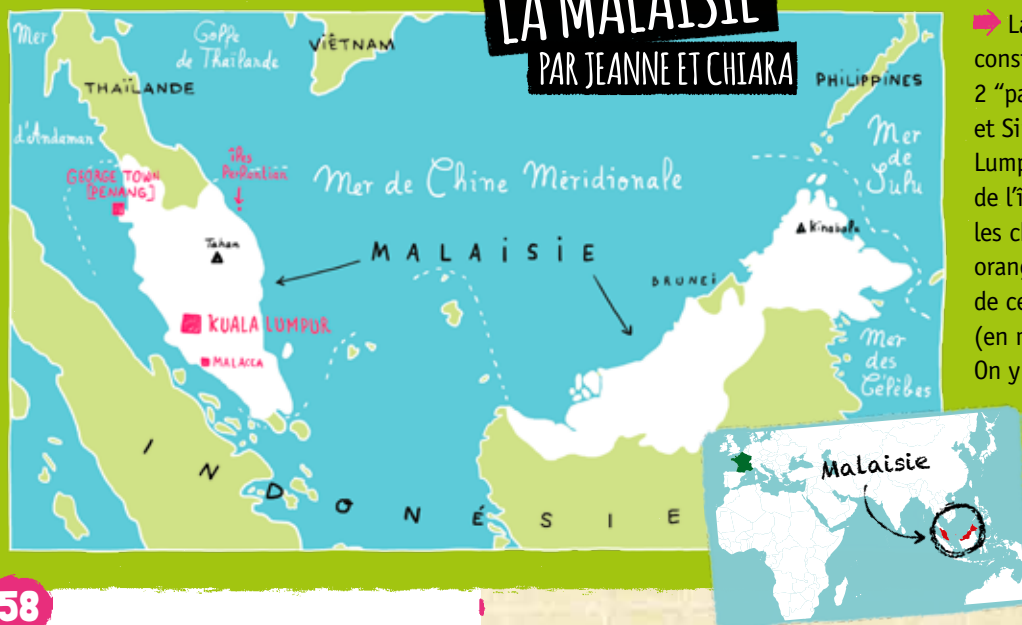 LA MALAISIE
PAR JEANNE ET CHIARA
Mer
d'Andaman
Golfe
de Thaïlande
VIÊTNAM
THAÏLANDE
PHILIPPINES
GEORGE TOWN
[PENANG]
îles
Perhentian
Mer de Chine Méridionale
Mer
de
Sulu
Tahan
Kinabalu
MALAISIE
BRUNEI
KUALA LUMPUR
MALACCA
Mer
des
Célèbes
INDONÉSIE
Malaisie
58
La
const
2 “pa
et Si
Lump
de l’î
les c
orang
de ce
(en m
On y